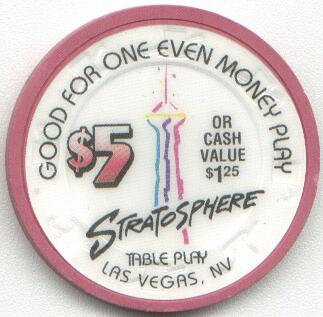 GOOD FOR ONE EVEN MONEY PLAY
$5
OR
CASH
VALUE
$1.25
STRATOSPHERE
TABLE PLAY
LAS VEGAS, NV